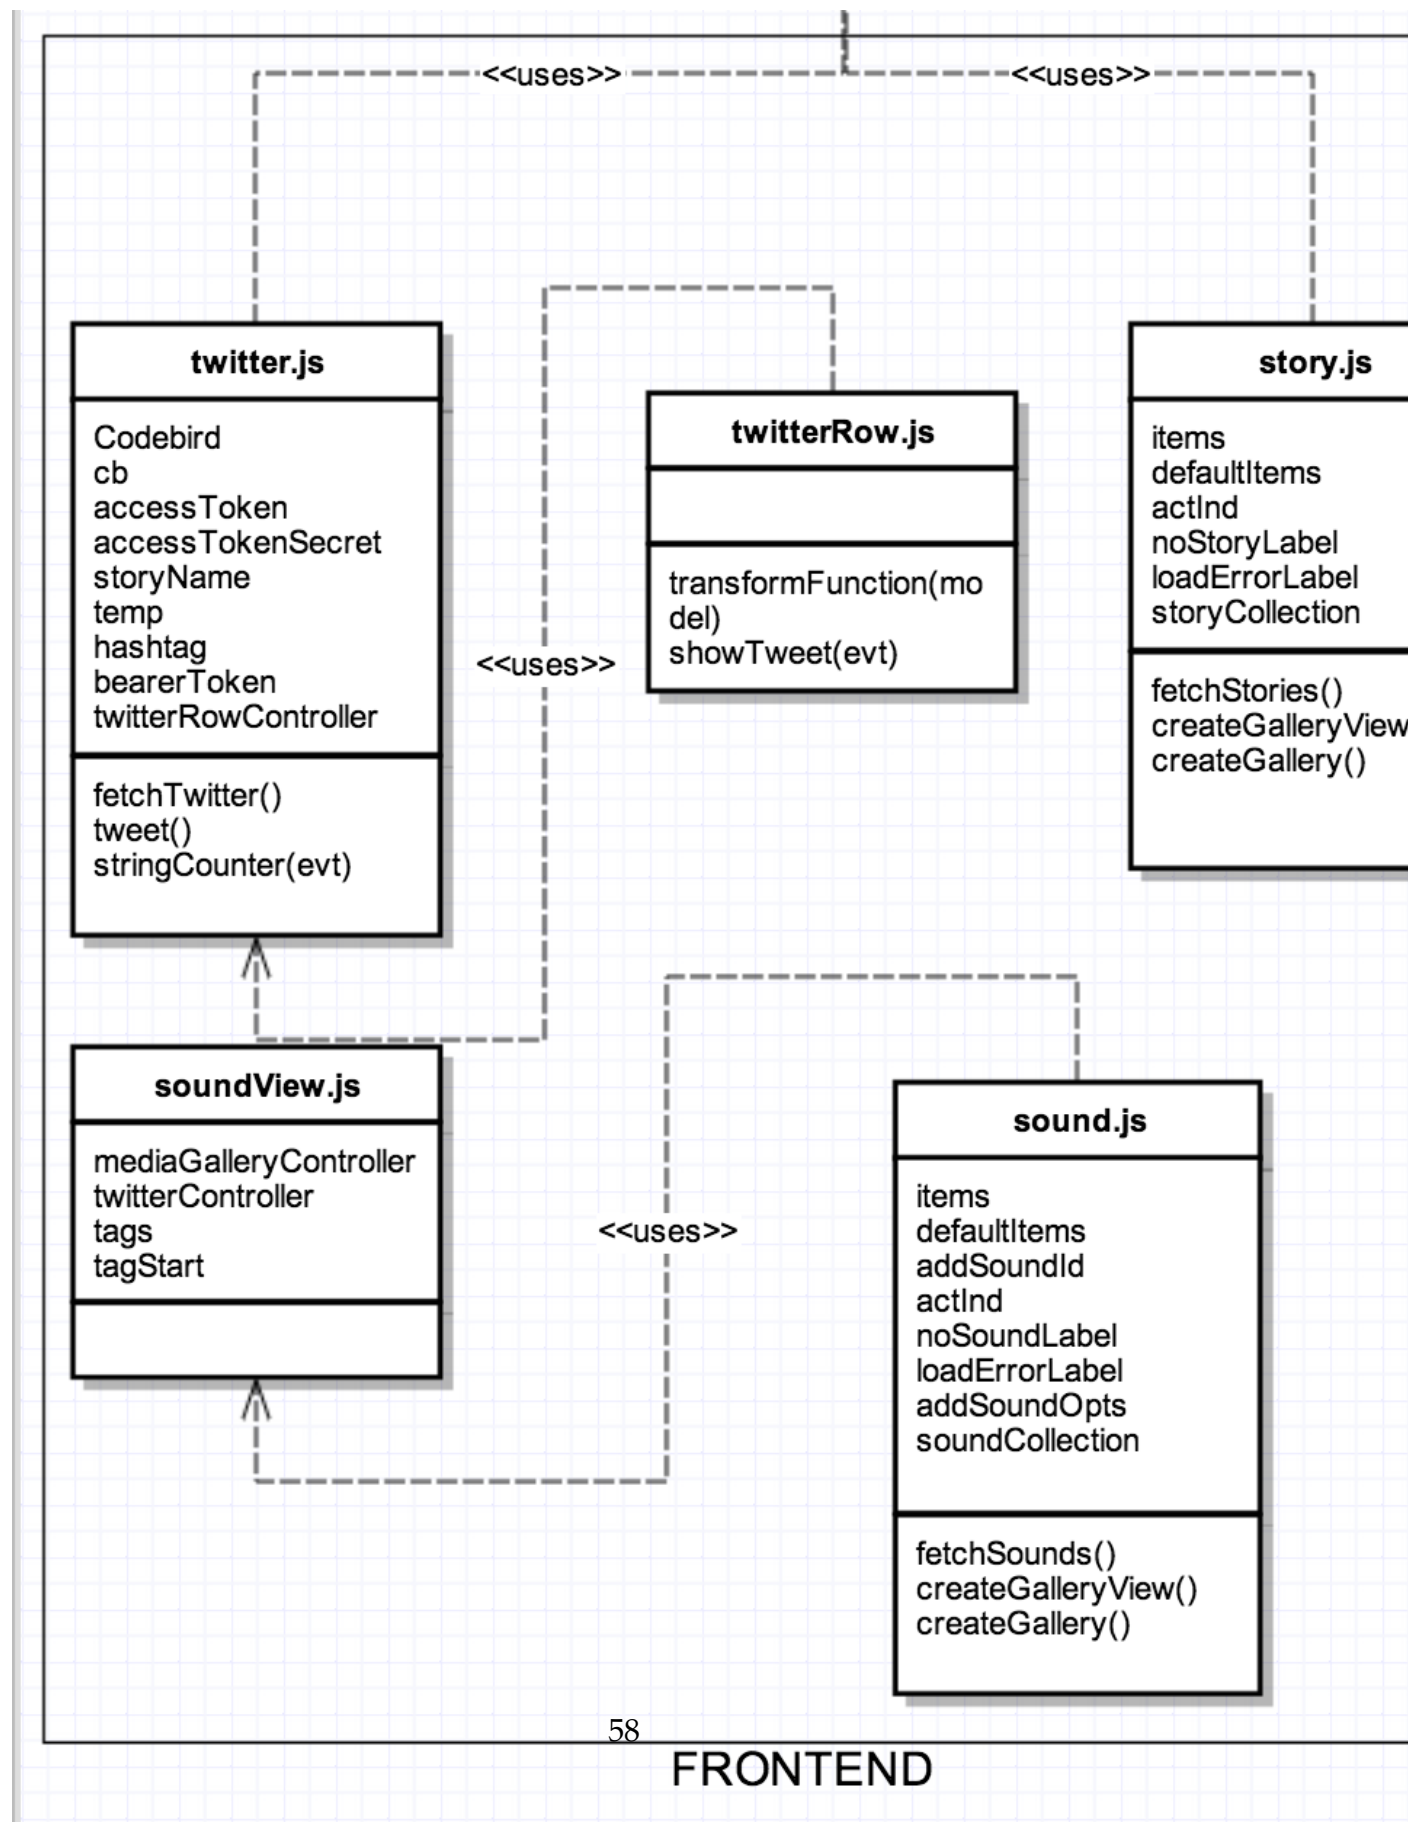 <<uses>>
<<uses>>
twitter.js
Codebird
cb
accessToken
accessTokenSecret
storyName
temp
hashtag
bearerToken
twitterRowController
fetchTwitter()
tweet()
stringCounter(evt)
<<uses>>
twitterRow.js
transformFunction(mo
del)
showTweet(evt)
story.js
items
defaultItems
actInd
noStoryLabel
loadErrorLabel
storyCollection
fetchStories()
createGalleryView
createGallery()
soundView.js
mediaGalleryController
twitterController
tags
tagStart
<<uses>>
sound.js
items
defaultItems
addSoundId
actInd
noSoundLabel
loadErrorLabel
addSoundOpts
soundCollection
fetchSounds()
createGalleryView()
createGallery()
58
FRONTEND